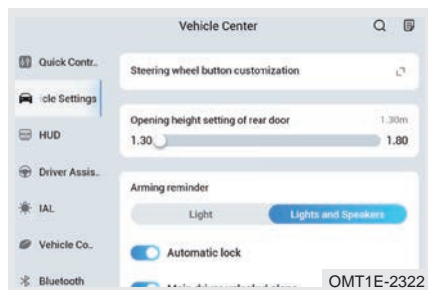 Vehicle Center
Quick Contr..
Steering wheel button customization
cle Settings
Opening height setting of rear door 1.30m
1.30 1.80
HUD
Driver Assis..
Arming reminder
IAL
Light Lights and Speakers
Vehicle Co..
Automatic lock
Bluetooth
OMT1E-2322